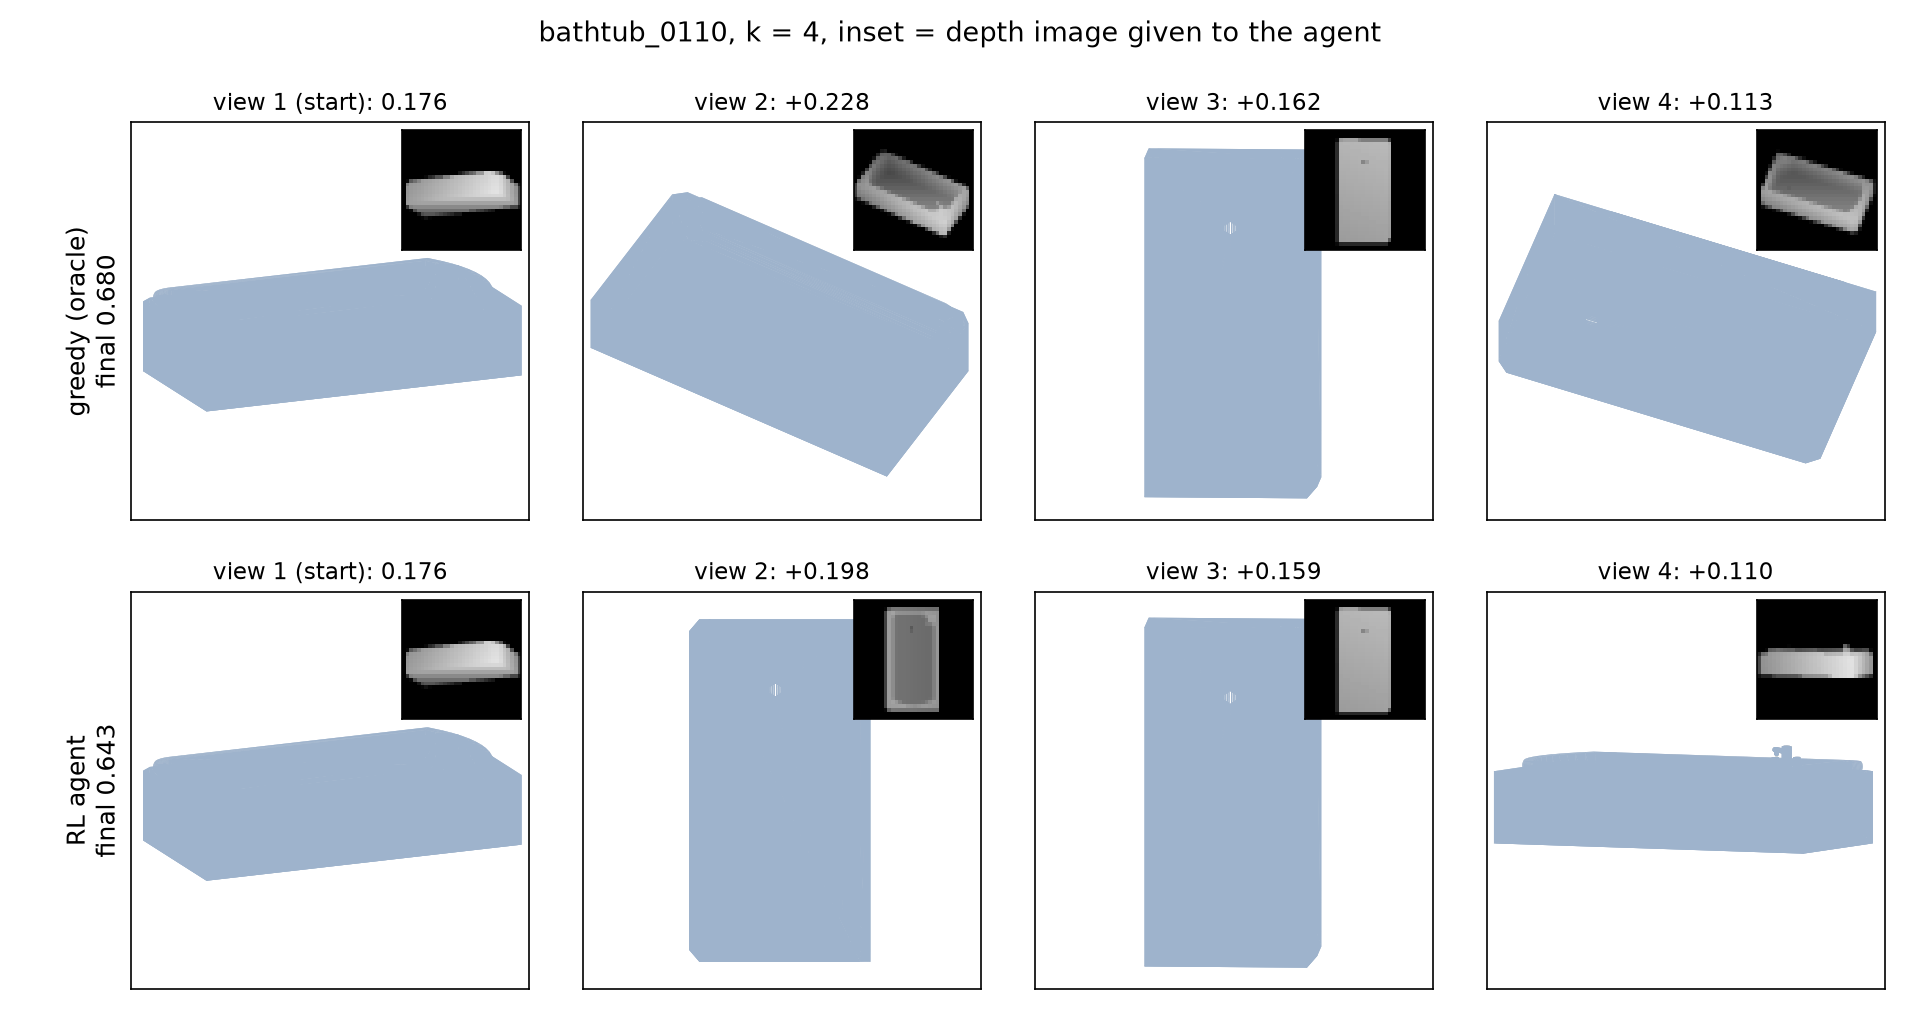 bathtub_0110, k = 4, inset = depth image given to the agent
view 1 (start): 0.176
view 2: +0.228
view 3: +0.162
view 4: +0.113
greedy (oracle)
final 0.680
view 1 (start): 0.176
view 2: +0.198
view 3: +0.159
view 4: +0.110
RL agent
final 0.643